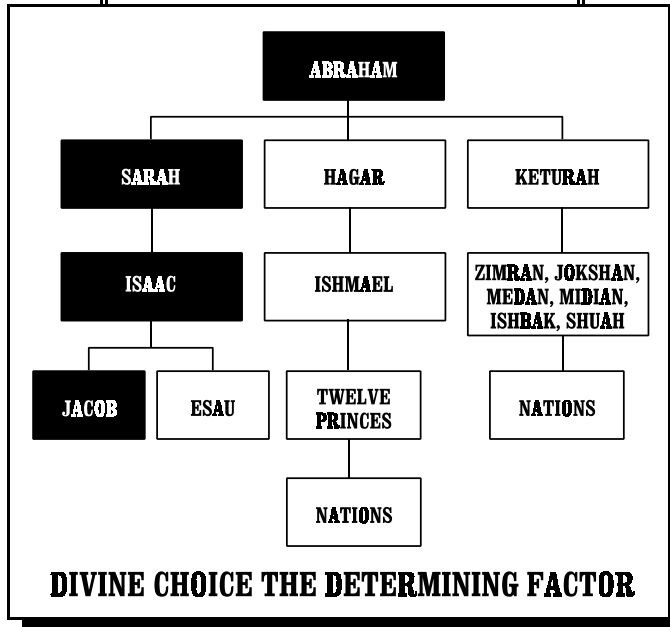 ABRAHAM
SARAH
HAGAR
KETURAH
ISAAC
ISHMAEL
ZIMRAN, JOKSHAN,
MEDAN, MIDIAN,
ISHBAK, SHUAH
JACOB
ESAU
TWELVE
PRINCES
NATIONS
NATIONS
DIVINE CHOICE THE DETERMINING FACTOR